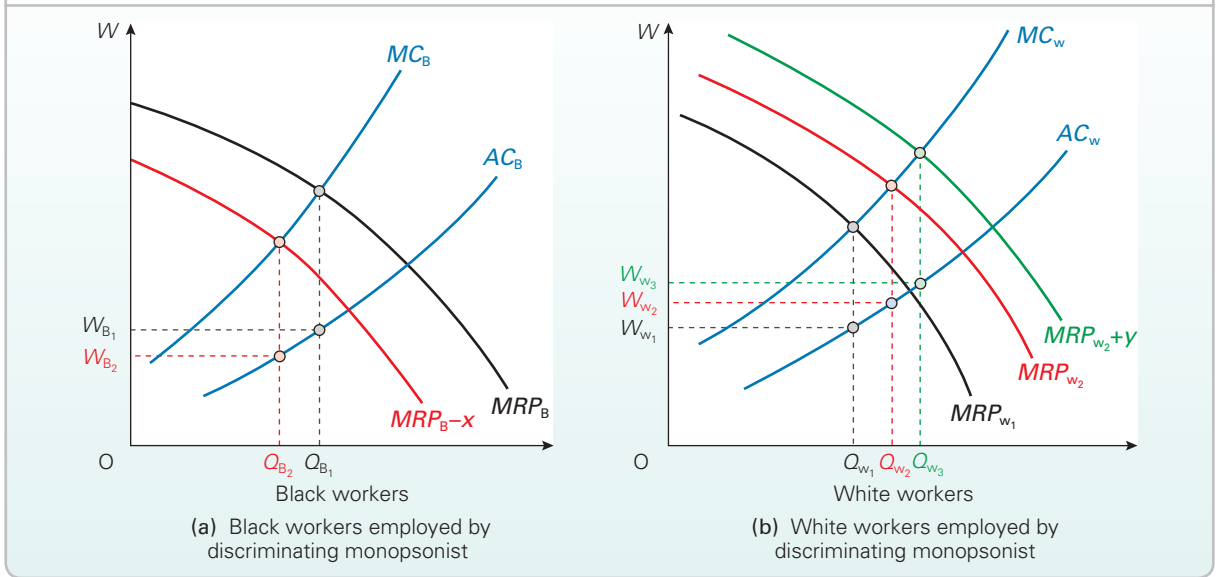 W
MC_B
AC_B
W_B₁
W_B₂
MRP_B–x
MRP_B
O
Q_B₂ Q_B₁
Black workers
(a) Black workers employed by
discriminating monopsonist
W
MC_w
AC_w
W_w₃
W_w₂
W_w₁
MRP_w₂+y
MRP_w₂
MRP_w₁
O
Q_w₁ Q_w₂ Q_w₃
White workers
(b) White workers employed by
discriminating monopsonist